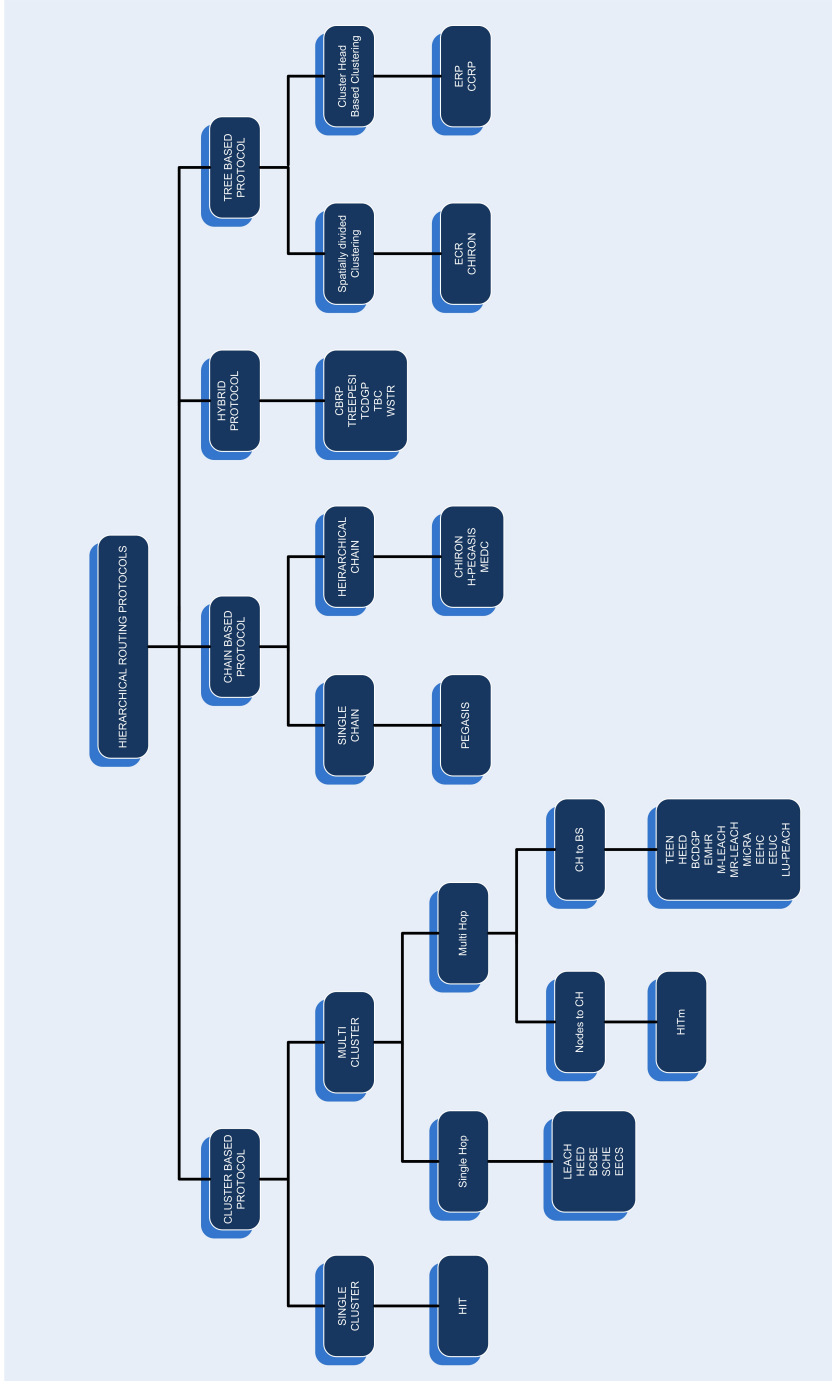 HIERARCHICAL ROUTING PROTOCOLS
CLUSTER BASED
PROTOCOL
CHAIN BASED
PROTOCOL
HYBRID
PROTOCOL
TREE BASED
PROTOCOL
SINGLE
CLUSTER
MULTI
CLUSTER
SINGLE
CHAIN
HEIRARCHICAL
CHAIN
CBRP
TREEPESI
TCDGP
TBC
WSTR
Spatially divided
Clustering
Cluster Head
Based Clustering
HIT
Single Hop
Multi Hop
PEGASIS
CHIRON
H-PEGASIS
MEDC
ECR
CHIRON
ERP
CCRP
LEACH
HEED
BCBE
SCHE
EECS
Nodes to CH
CH to BS
HITm
TEEN
HEED
BCDGP
EMHR
M-LEACH
MR-LEACH
MiCRA
EEHC
EEUC
LU-PEACH